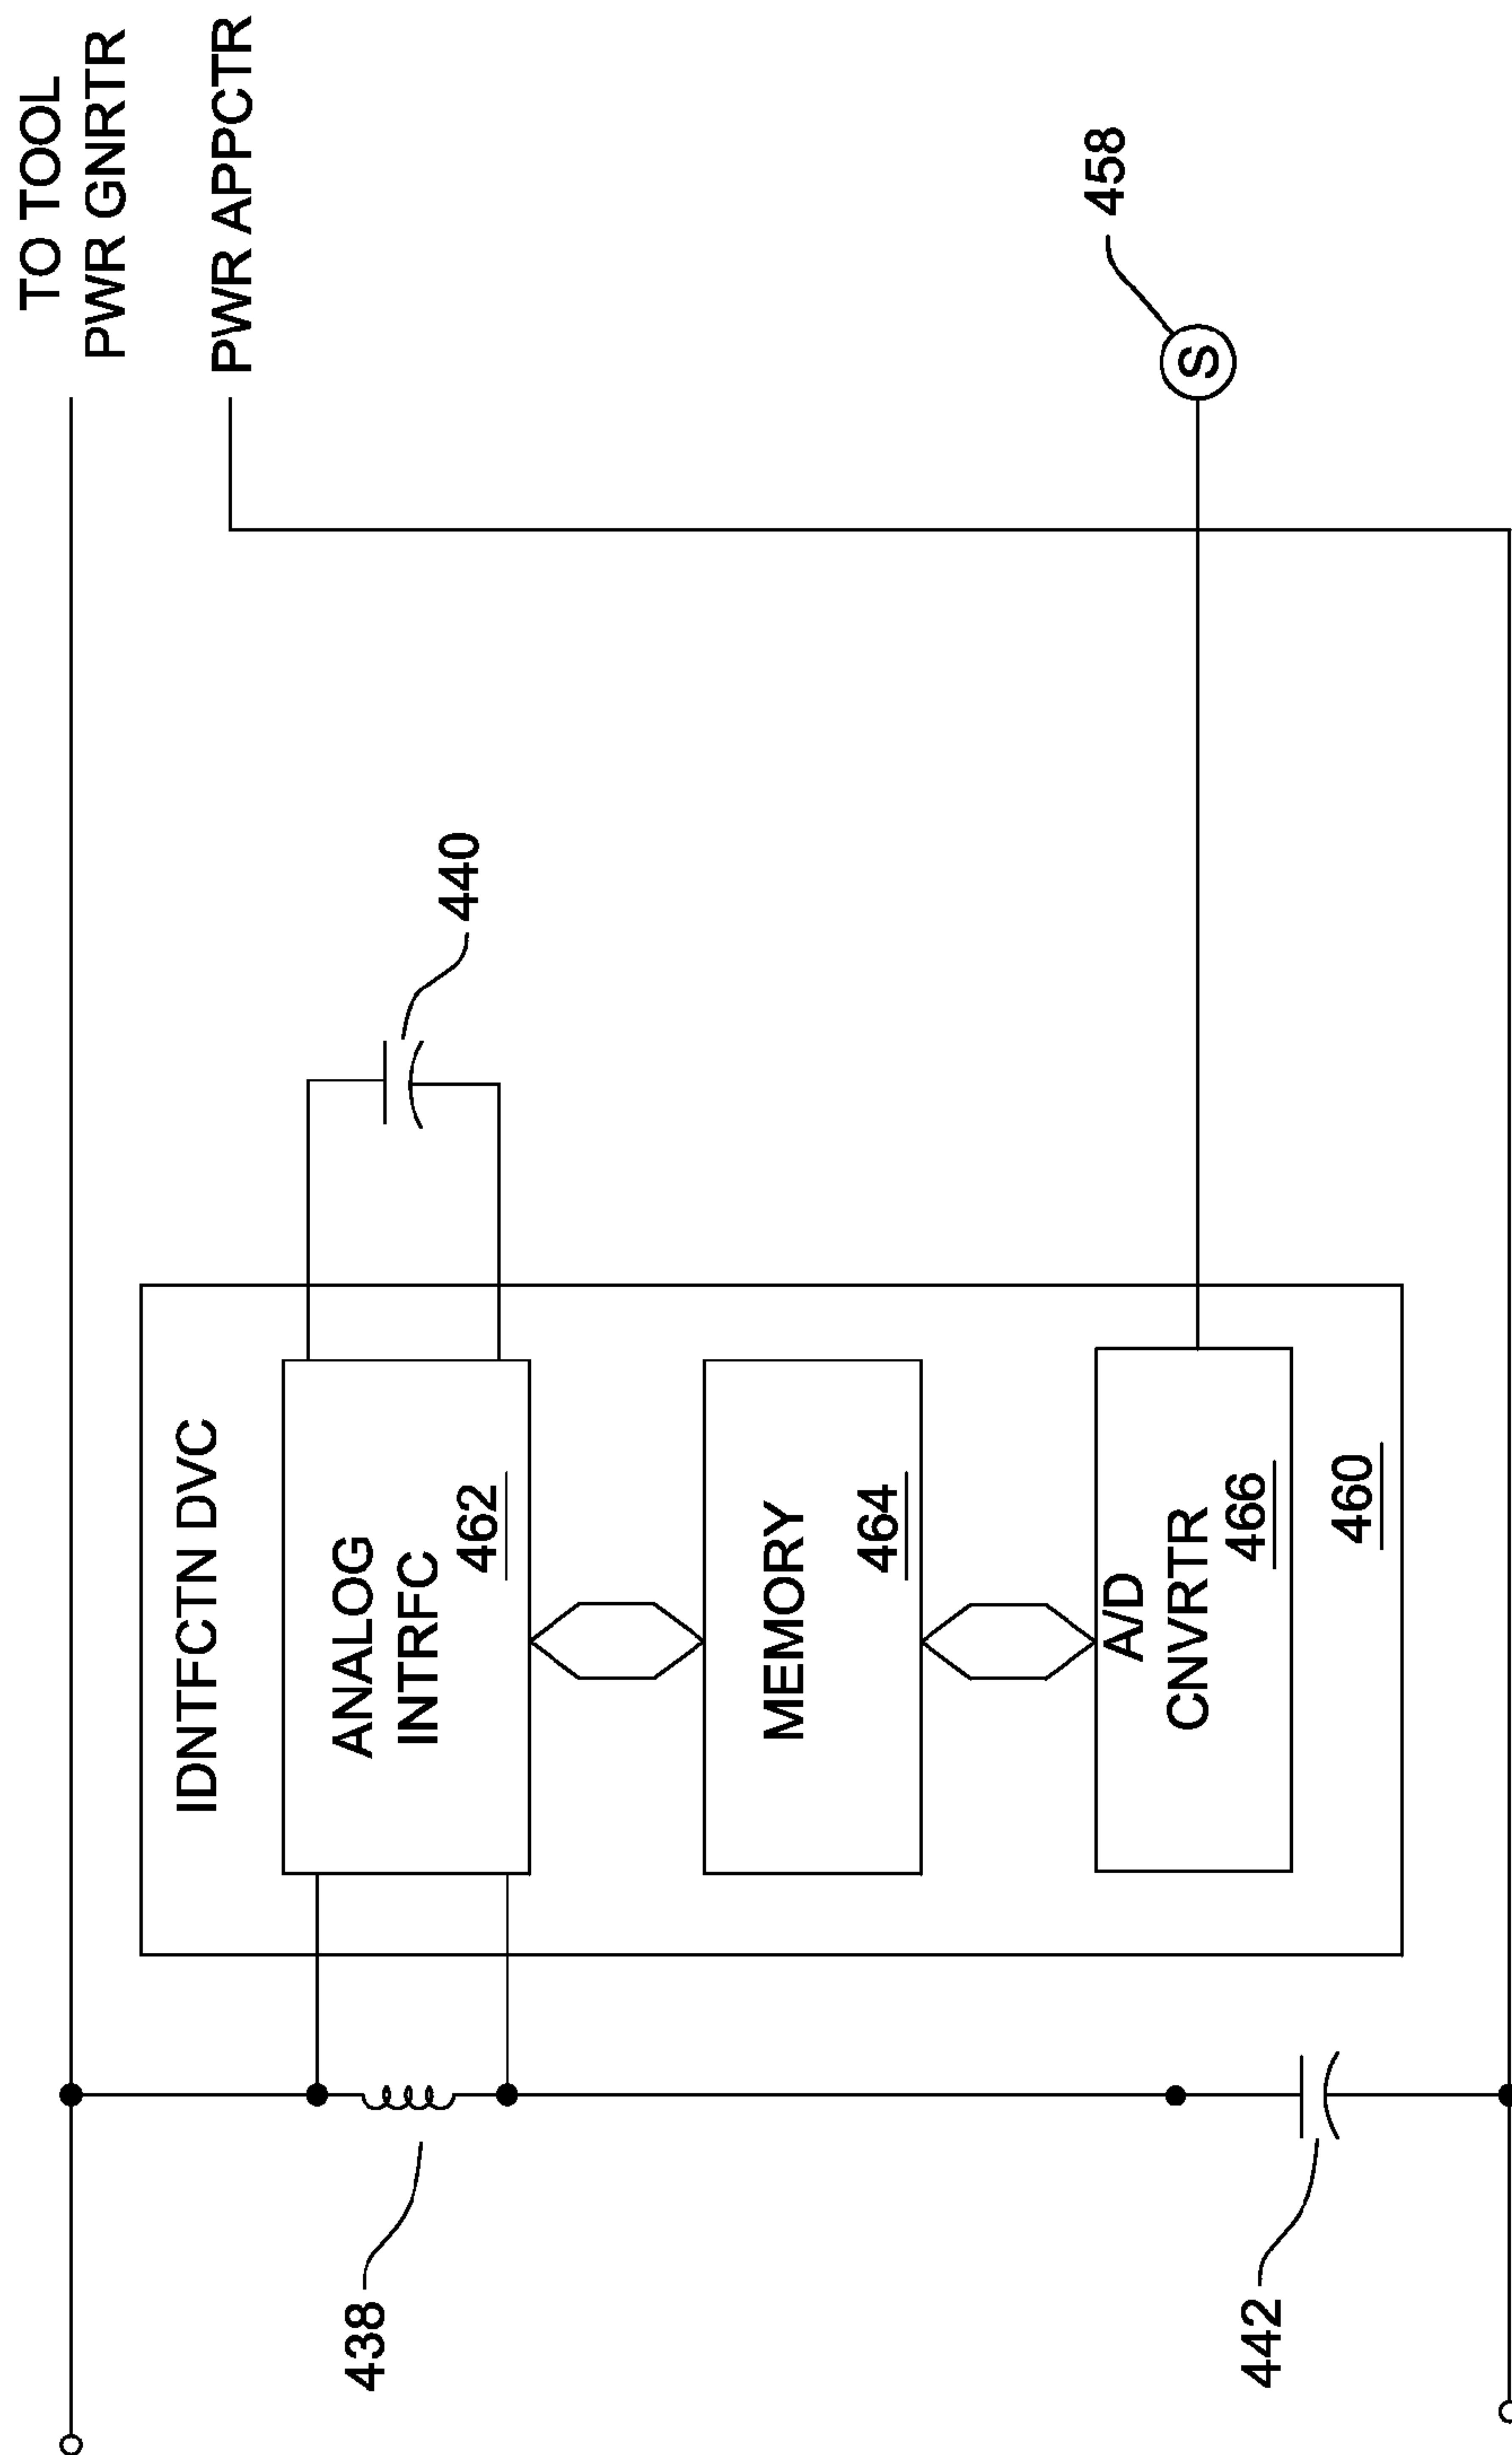 TO TOOL
PWR GNRTR
PWR APPCTR
458
440
IDNTFCTN DVC
ANALOG
INTRFC
462
MEMORY
464
A/D
CNVRTR
466
460
438
442
S